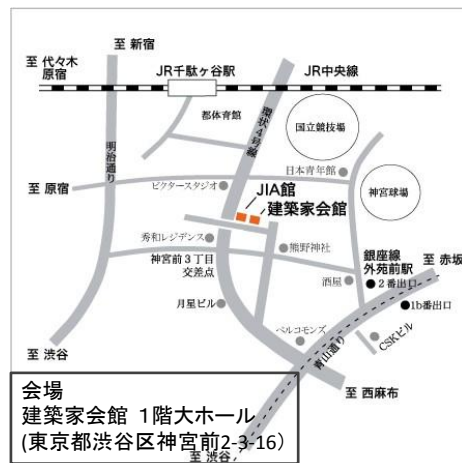 至 新宿
至 代々木
原宿
JR千駄ヶ谷駅
JR中央線
都体育館
環状4号線
国立競技場
明治通り
日本青年館
至 原宿
ビクタースタジオ
神宮球場
JIA館
建築家会館
秀和レジデンス
熊野神社
神宮前3丁目
交差点
銀座線
外苑前駅
至 赤坂
酒屋
2番出口
月星ビル
1b番出口
ベルコモンズ
青山通り
CSKビル
至 渋谷
至 西麻布
会場
建築家会館 1階大ホール
(東京都渋谷区神宮前2-3-16)
至 渋谷